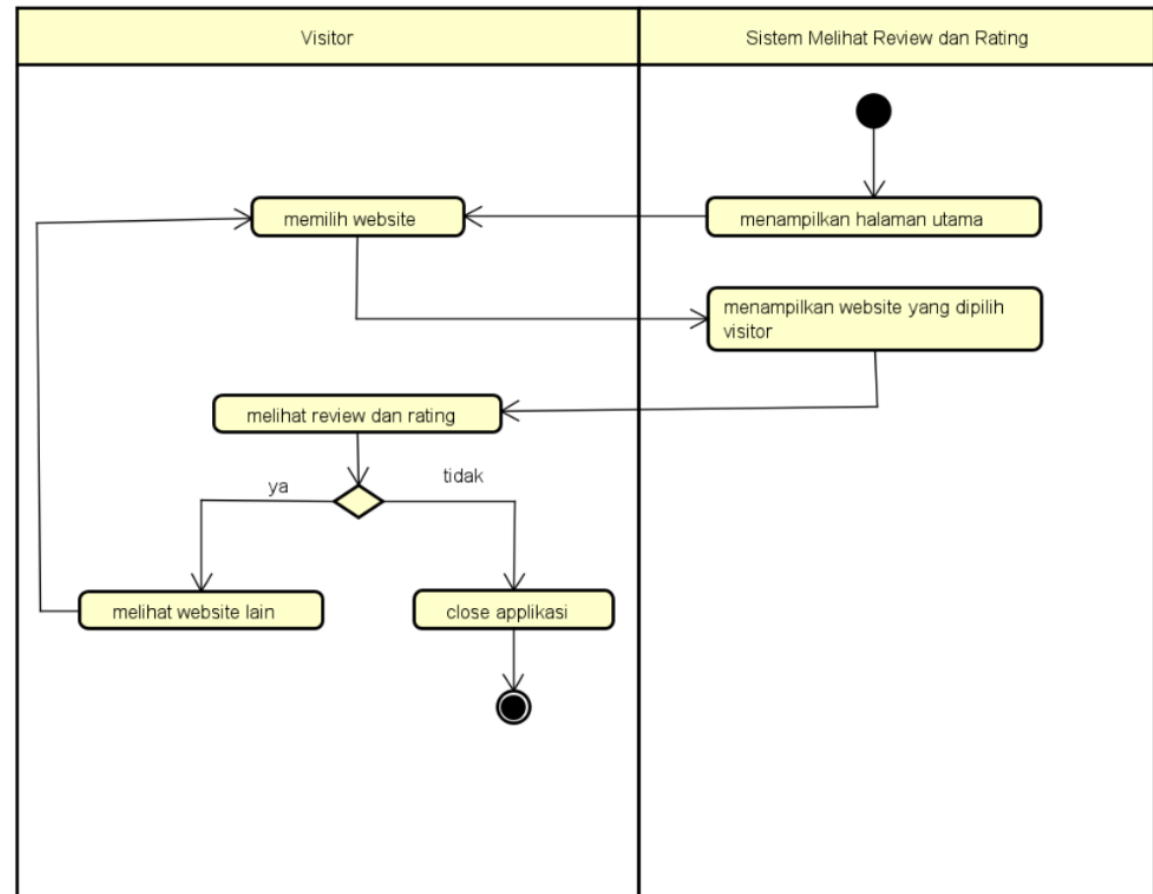 Visitor
Sistem Melihat Review dan Rating
memilih website
menampilkan halaman utama
menampilkan website yang dipilih
visitor
melihat review dan rating
ya
tidak
melihat website lain
close applikasi